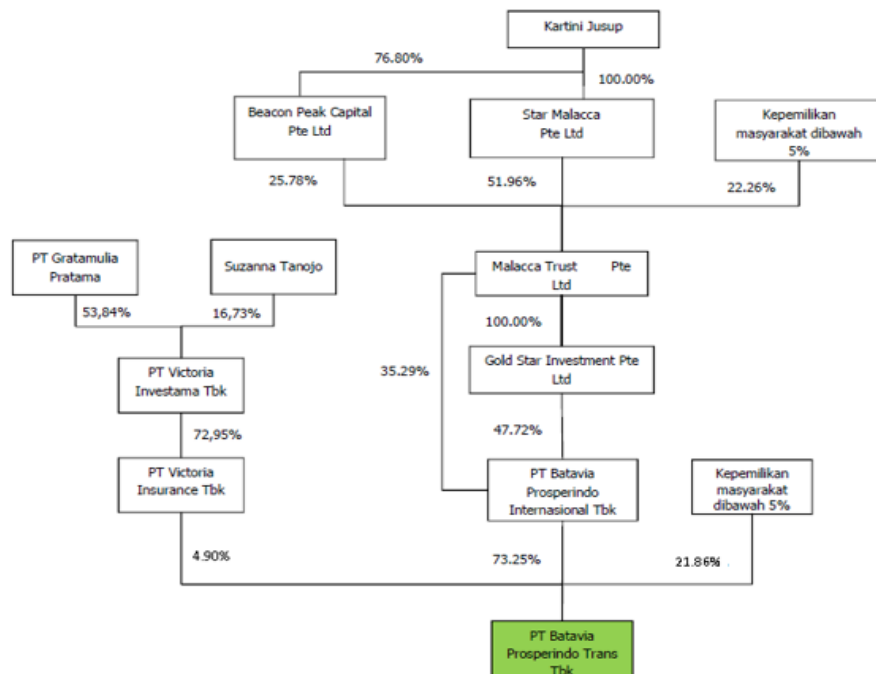 Kartini Jusup
76.80%
100.00%
Beacon Peak Capital
Pte Ltd
Star Malacca
Pte Ltd
Kepemilikan
masyarakat dibawah
5%
25.78%
51.96%
22.26%
PT Gratamulia
Pratama
Suzanna Tanojo
Malacca Trust Pte
Ltd
53,84%
16,73%
100.00%
35.29%
PT Victoria
Investama Tbk
Gold Star Investment Pte
Ltd
72,95%
47.72%
PT Victoria
Insurance Tbk
PT Batavia
Prosperindo
Internasional Tbk
Kepemilikan
masyarakat
dibawah 5%
4.90%
73.25%
21.86% .
PT Batavia
Prosperindo Trans
Tbk